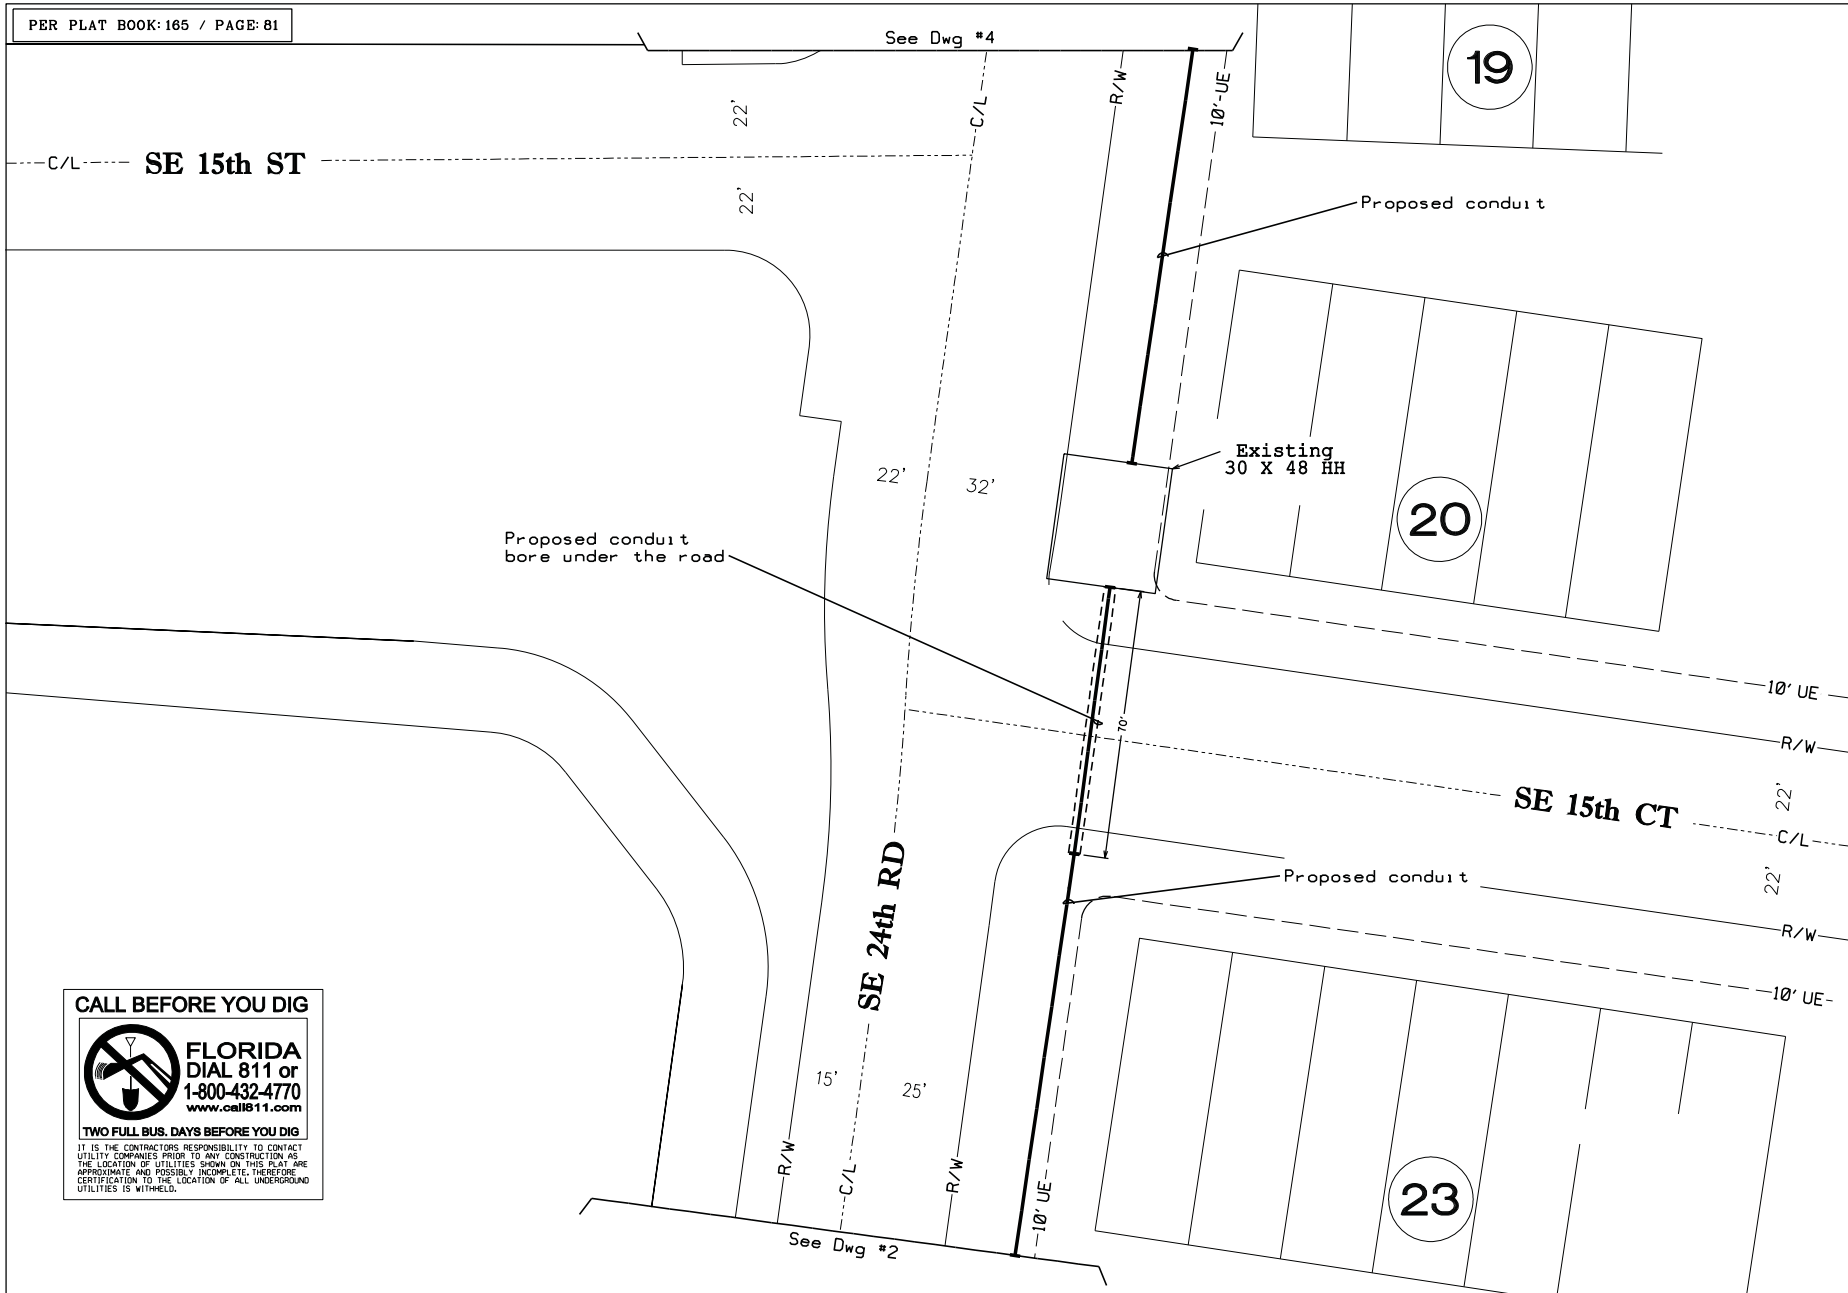 PER PLAT BOOK: 165 / PAGE: 81
See Dwg #4
19
22'
C/L
R/W
10'-UE
C/L
SE 15th ST
22'
Proposed conduit
Existing
30 X 48 HH
22'
32'
20
Proposed conduit
bore under the road
10' UE
70'
R/W
SE 15th CT
22'
C/L
SE 24th RD
Proposed conduit
22'
R/W
10' UE
CALL BEFORE YOU DIG
FLORIDA
DIAL 811 or
1-800-432-4770
www.call811.com
TWO FULL BUS. DAYS BEFORE YOU DIG
IT IS THE CONTRACTORS RESPONSIBILITY TO CONTACT
UTILITY COMPANIES PRIOR TO ANY CONSTRUCTION AS
THE LOCATION OF UTILITIES SHOWN ON THIS PLAT ARE
APPROXIMATE AND POSSIBLY INCOMPLETE. THEREFORE
CERTIFICATION TO THE LOCATION OF ALL UNDERGROUND
UTILITIES IS WITHHELD.
15'
25'
R/W
C/L
R/W
10' UE
23
See Dwg #2